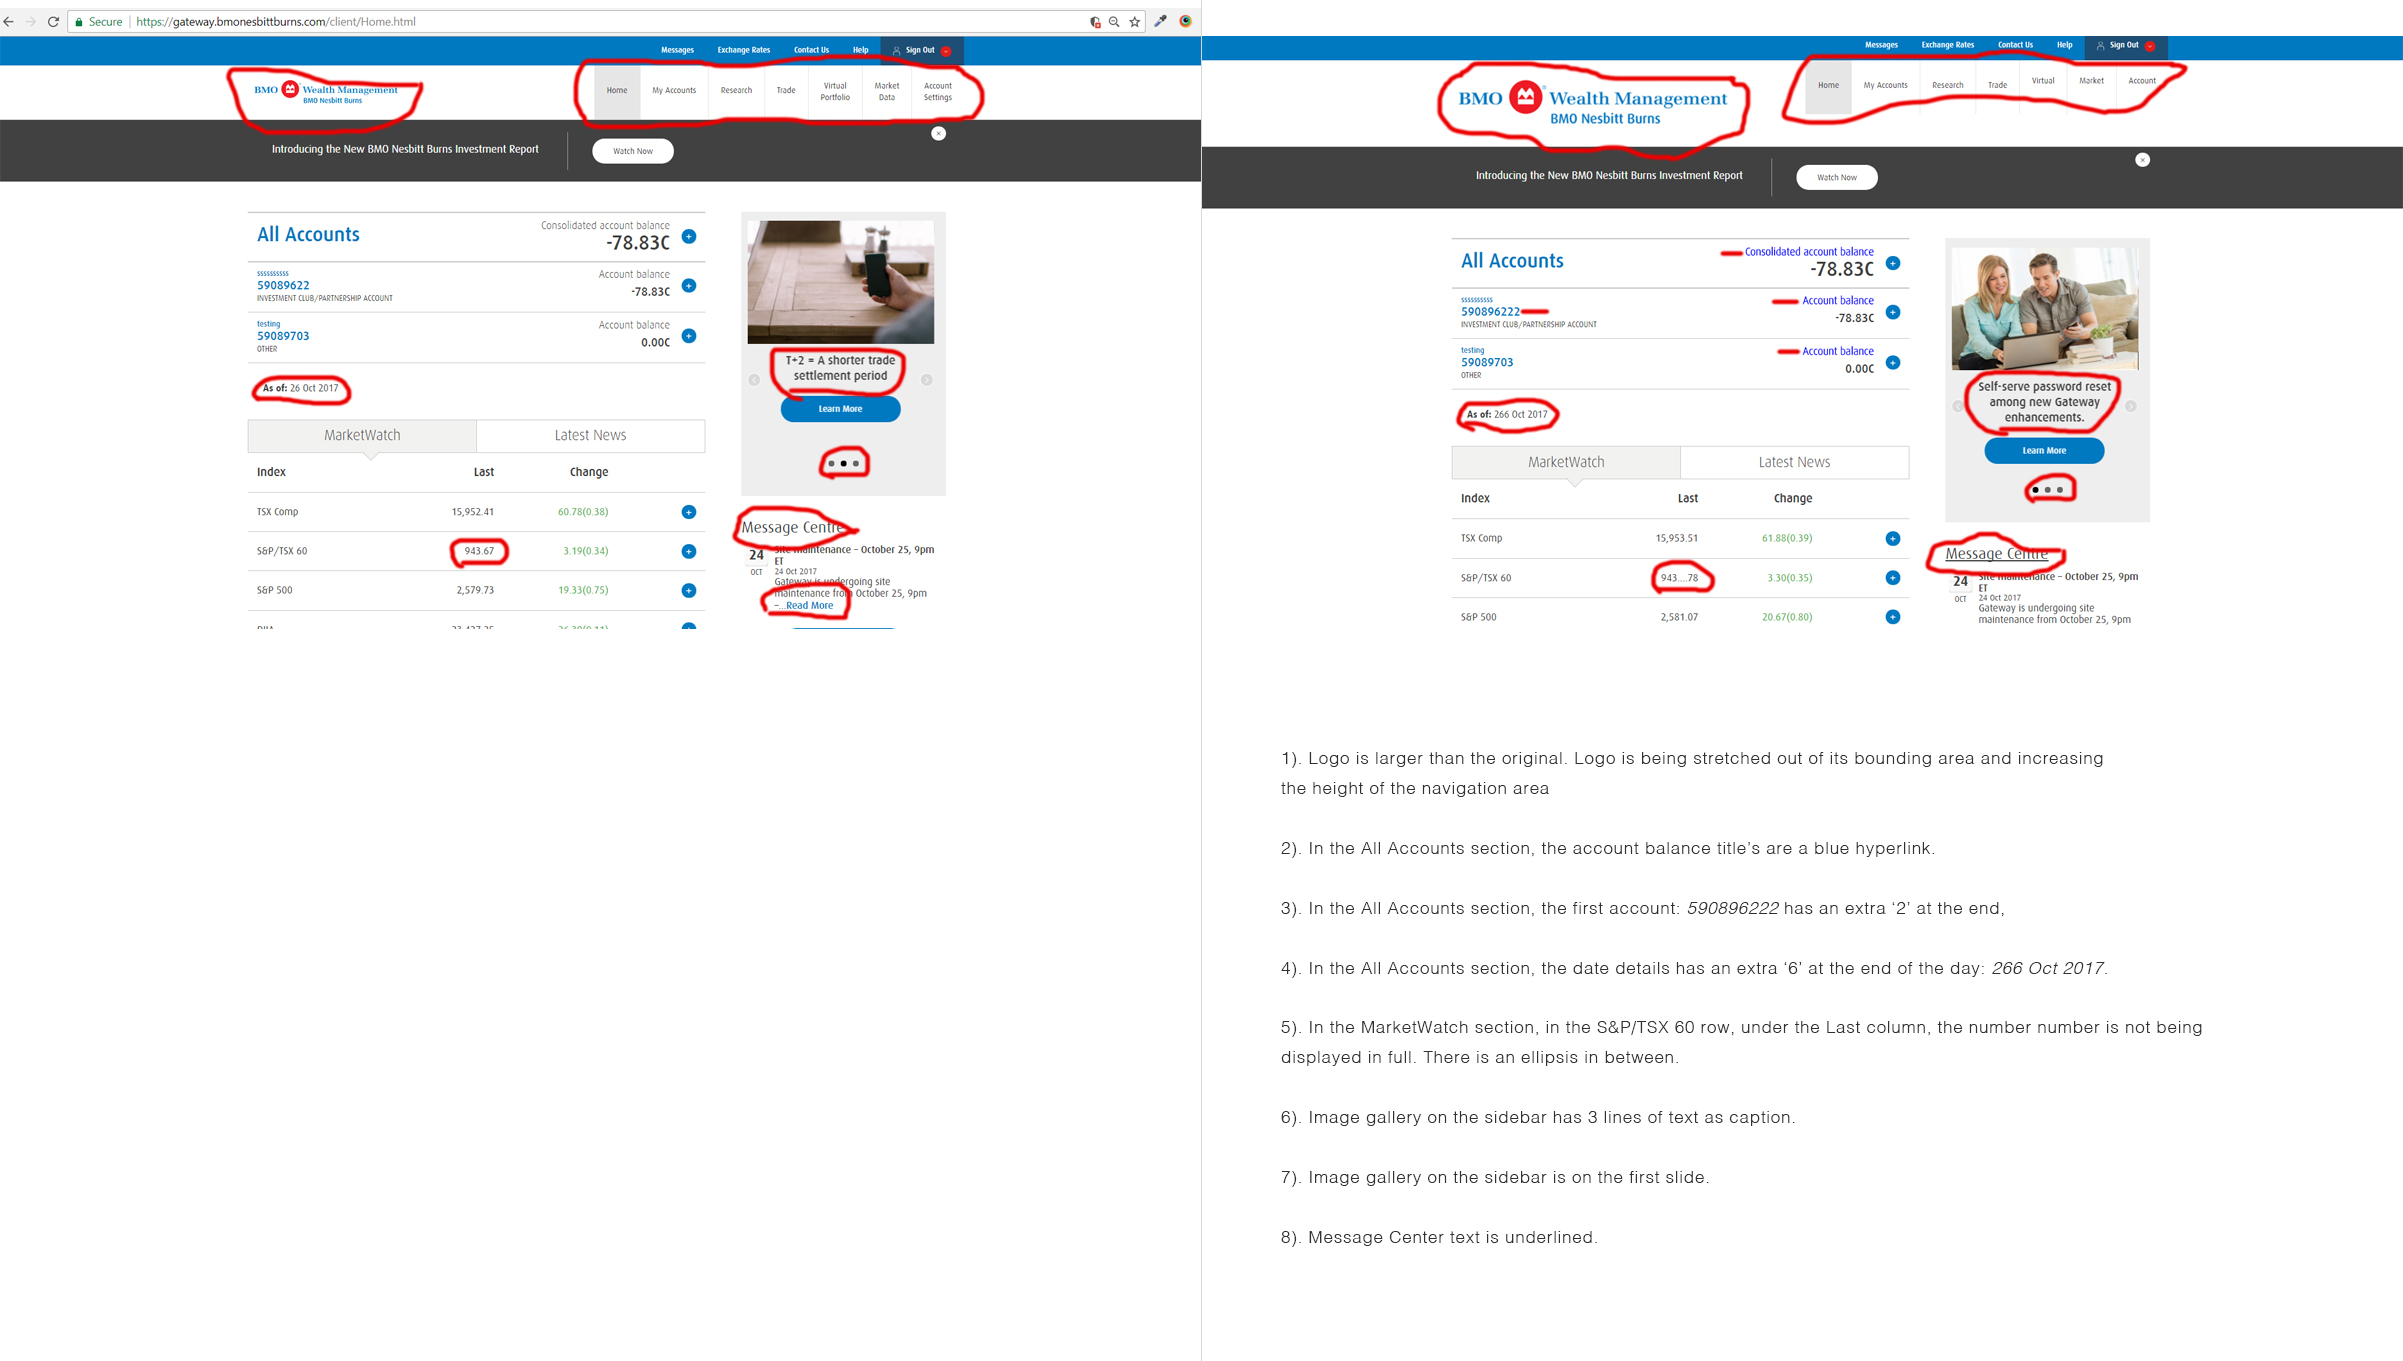 Secure https://gateway.bmonesbittburns.com/client/Home.html
Messages Exchange Rates Contact Us Help Sign Out
BMO Wealth Management
BMO Nesbitt Burns
Home My Accounts Research Trade Virtual Portfolio Market Data Account Settings
Introducing the New BMO Nesbitt Burns Investment Report Watch Now
All Accounts
Consolidated account balance
-78.83C
ssssssssss
59089622
INVESTMENT CLUB/PARTNERSHIP ACCOUNT
Account balance
-78.83C
testing
59089703
OTHER
Account balance
0.00C
As of: 26 Oct 2017
MarketWatch Latest News
Index Last Change
TSX Comp 15,952.41 60.78(0.38)
S&P/TSX 60 943.67 3.19(0.34)
S&P 500 2,579.73 19.33(0.75)
T+2 = A shorter trade
settlement period
Learn More
Message Centre
24
OCT
Site maintenance – October 25, 9pm
ET
24 Oct 2017
Gateway is undergoing site
maintenance from October 25, 9pm
–...Read More
Messages Exchange Rates Contact Us Help Sign Out
BMO Wealth Management
BMO Nesbitt Burns
Home My Accounts Research Trade Virtual Market Account
Introducing the New BMO Nesbitt Burns Investment Report Watch Now
All Accounts
Consolidated account balance
-78.83C
ssssssssss
590896222
INVESTMENT CLUB/PARTNERSHIP ACCOUNT
Account balance
-78.83C
testing
59089703
OTHER
Account balance
0.00C
As of: 266 Oct 2017
MarketWatch Latest News
Index Last Change
TSX Comp 15,953.51 61.88(0.39)
S&P/TSX 60 943....78 3.30(0.35)
S&P 500 2,581.07 20.67(0.80)
Self-serve password reset
among new Gateway
enhancements.
Learn More
Message Centre
24
OCT
Site maintenance – October 25, 9pm
ET
24 Oct 2017
Gateway is undergoing site
maintenance from October 25, 9pm
1). Logo is larger than the original. Logo is being stretched out of its bounding area and increasing
the height of the navigation area
2). In the All Accounts section, the account balance title’s are a blue hyperlink.
3). In the All Accounts section, the first account: 590896222 has an extra ‘2’ at the end,
4). In the All Accounts section, the date details has an extra ‘6’ at the end of the day: 266 Oct 2017.
5). In the MarketWatch section, in the S&P/TSX 60 row, under the Last column, the number number is not being
displayed in full. There is an ellipsis in between.
6). Image gallery on the sidebar has 3 lines of text as caption.
7). Image gallery on the sidebar is on the first slide.
8). Message Center text is underlined.